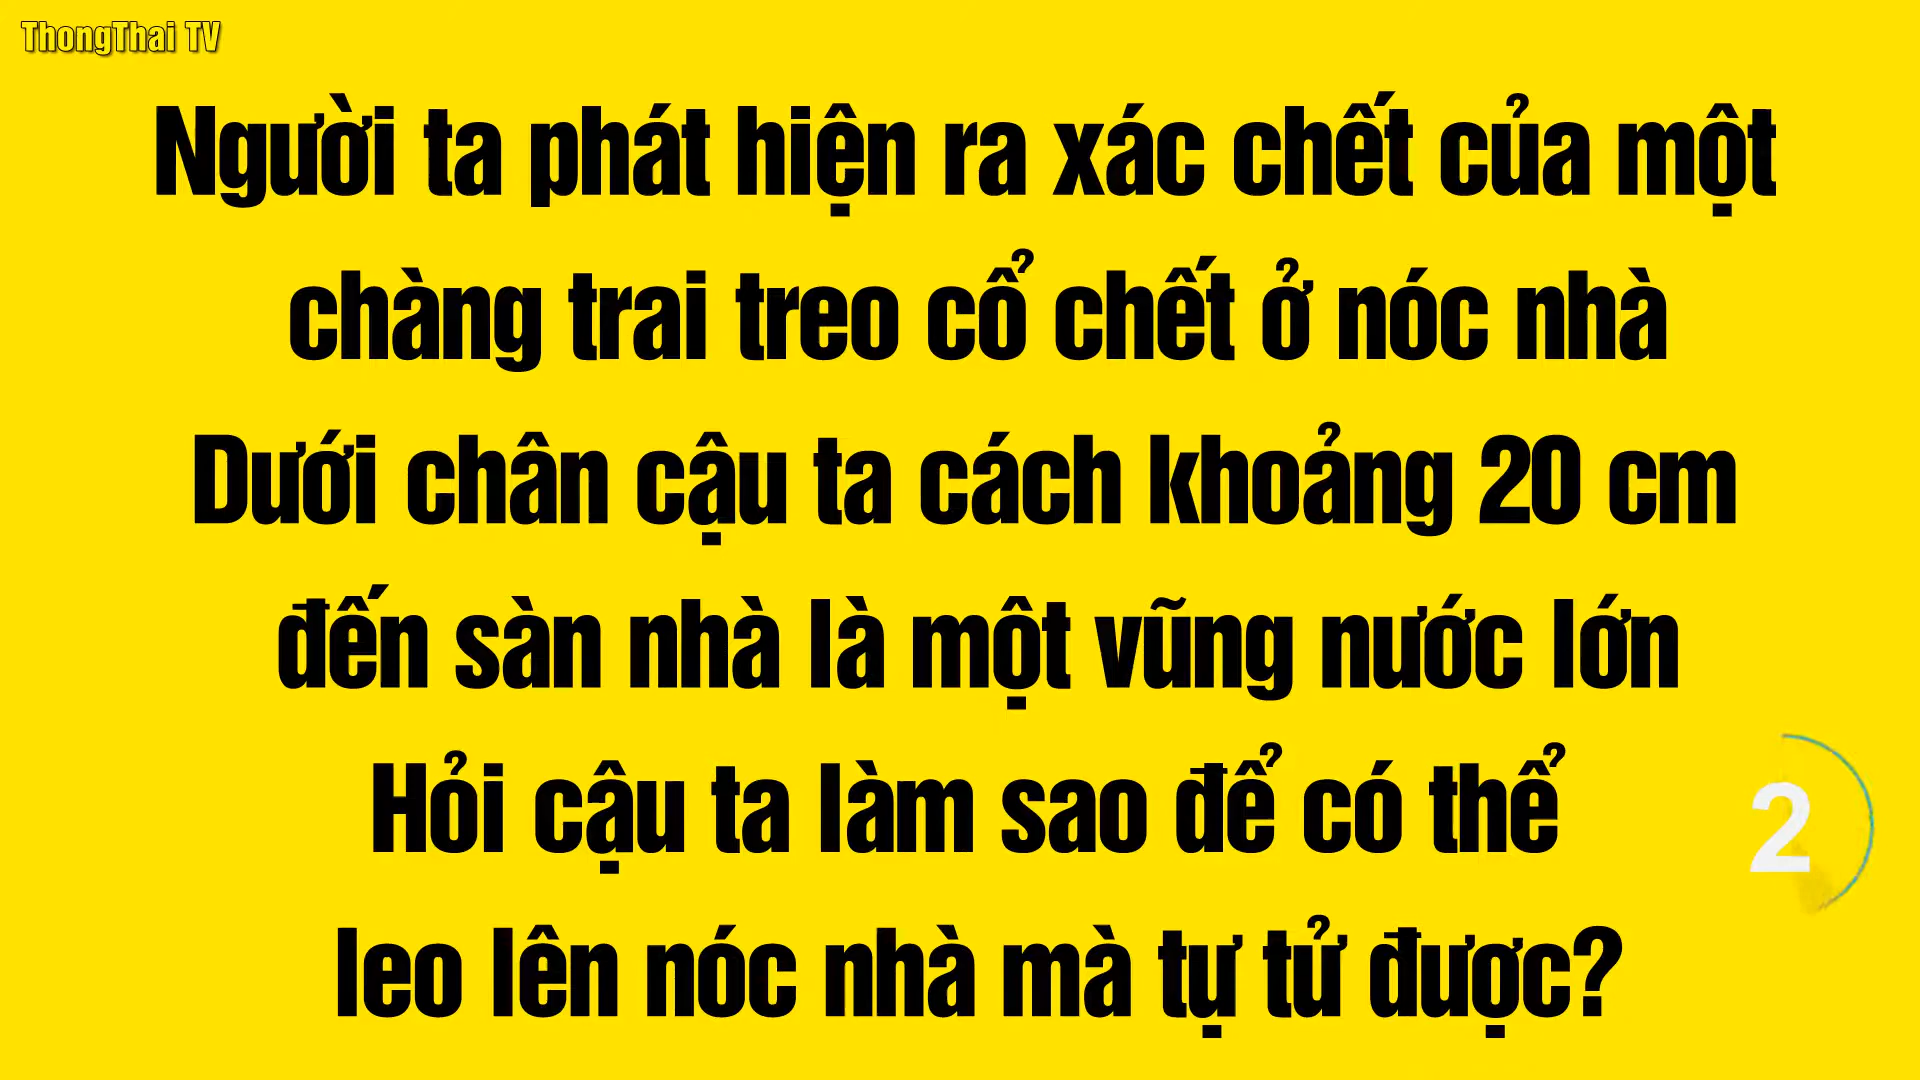 ThongThai TV
Người ta phát hiện ra xác chết của một
chàng trai treo cổ chết ở nóc nhà
Dưới chân cậu ta cách khoảng 20 cm
đến sàn nhà là một vũng nước lớn
Hỏi cậu ta làm sao để có thể
leo lên nóc nhà mà tự tử được?
2